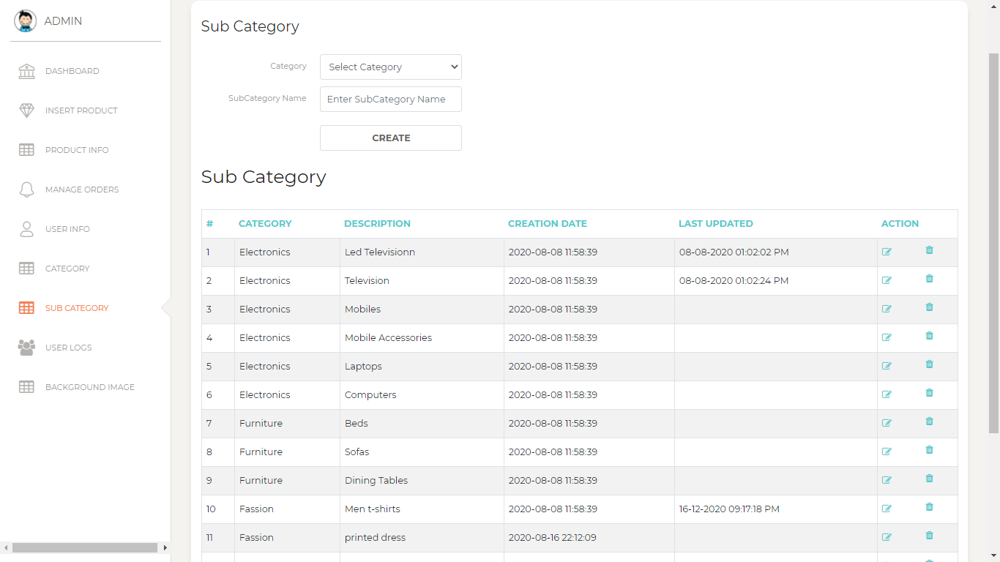 ADMIN
DASHBOARD
INSERT PRODUCT
PRODUCT INFO
MANAGE ORDERS
USER INFO
CATEGORY
SUB CATEGORY
USER LOGS
BACKGROUND IMAGE
Sub Category
Category Select Category
SubCategory Name Enter SubCategory Name
CREATE
Sub Category
# CATEGORY DESCRIPTION CREATION DATE LAST UPDATED ACTION
1 Electronics Led Televisionn 2020-08-08 11:58:39 08-08-2020 01:02:02 PM
2 Electronics Television 2020-08-08 11:58:39 08-08-2020 01:02:24 PM
3 Electronics Mobiles 2020-08-08 11:58:39
4 Electronics Mobile Accessories 2020-08-08 11:58:39
5 Electronics Laptops 2020-08-08 11:58:39
6 Electronics Computers 2020-08-08 11:58:39
7 Furniture Beds 2020-08-08 11:58:39
8 Furniture Sofas 2020-08-08 11:58:39
9 Furniture Dining Tables 2020-08-08 11:58:39
10 Fassion Men t-shirts 2020-08-08 11:58:39 16-12-2020 09:17:18 PM
11 Fassion printed dress 2020-08-16 22:12:09